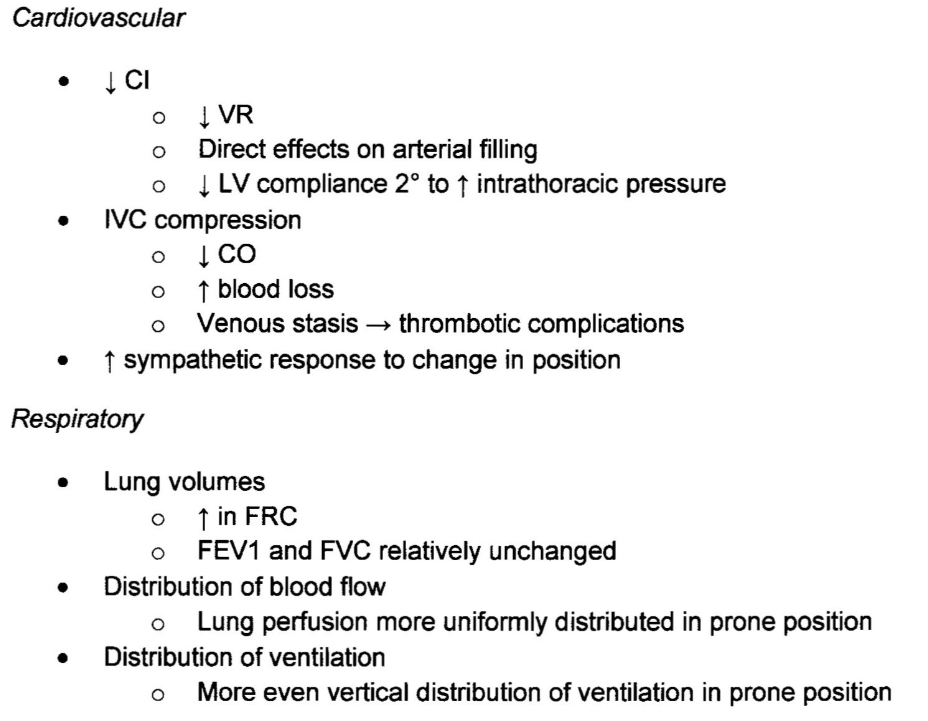 Cardiovascular
• ↓ CI
○ ↓ VR
○ Direct effects on arterial filling
○ ↓ LV compliance 2° to ↑ intrathoracic pressure
• IVC compression
○ ↓ CO
○ ↑ blood loss
○ Venous stasis → thrombotic complications
• ↑ sympathetic response to change in position
Respiratory
• Lung volumes
○ ↑ in FRC
○ FEV1 and FVC relatively unchanged
• Distribution of blood flow
○ Lung perfusion more uniformly distributed in prone position
• Distribution of ventilation
○ More even vertical distribution of ventilation in prone position